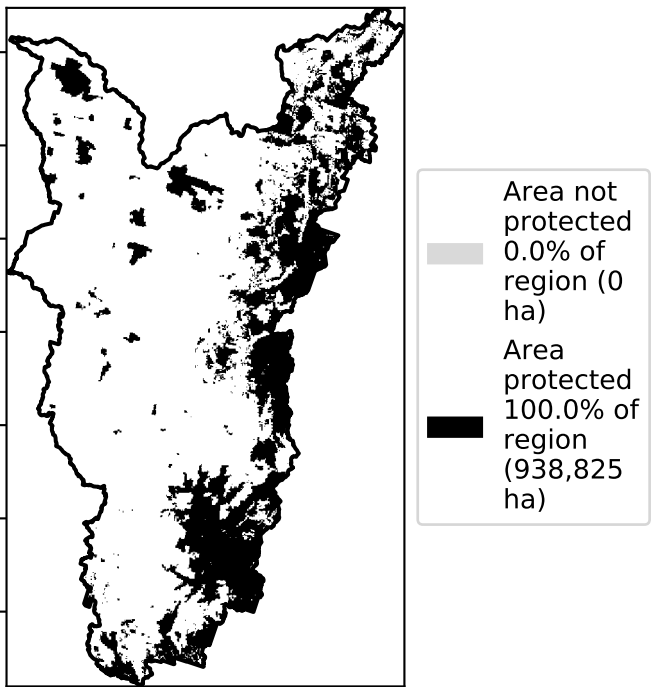 Area not
protected
0.0% of
region (0
ha)
Area
protected
100.0% of
region
(938,825
ha)